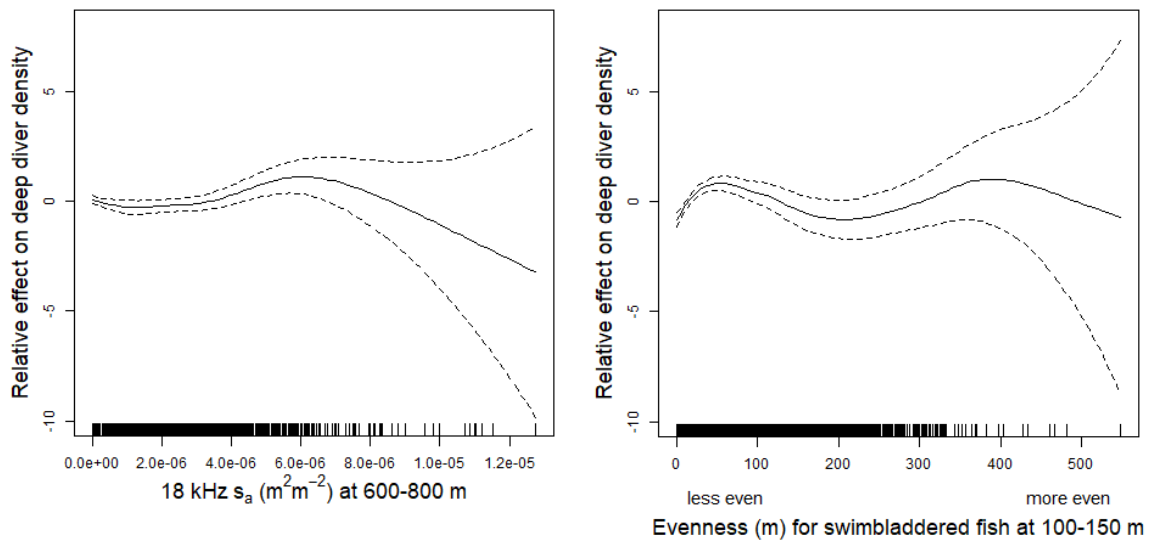 Relative effect on deep diver density
5
0
-5
-10
0.0e+00 2.0e-06 4.0e-06 6.0e-06 8.0e-06 1.0e-05 1.2e-05
18 kHz sₐ (m²m⁻²) at 600-800 m
Relative effect on deep diver density
5
0
-5
-10
0 100 200 300 400 500
less even more even
Evenness (m) for swimbladdered fish at 100-150 m